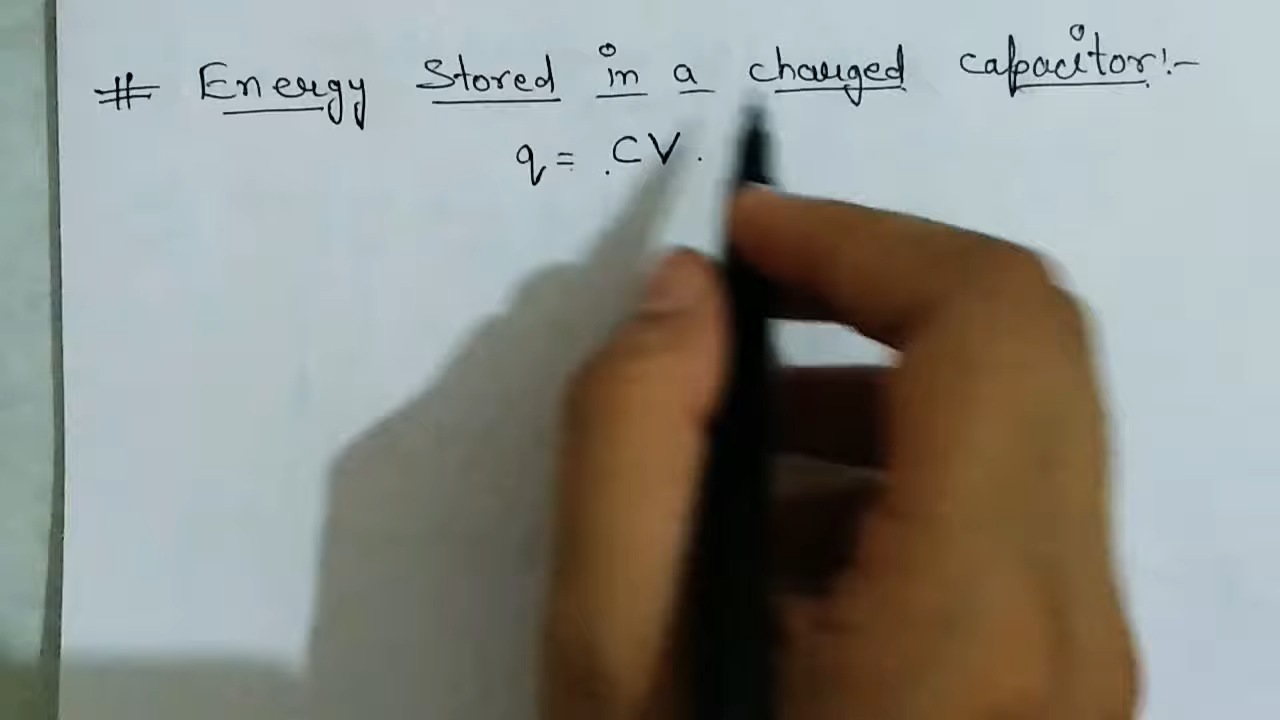 # Energy Stored in a charged capacitor:-
q = CV.